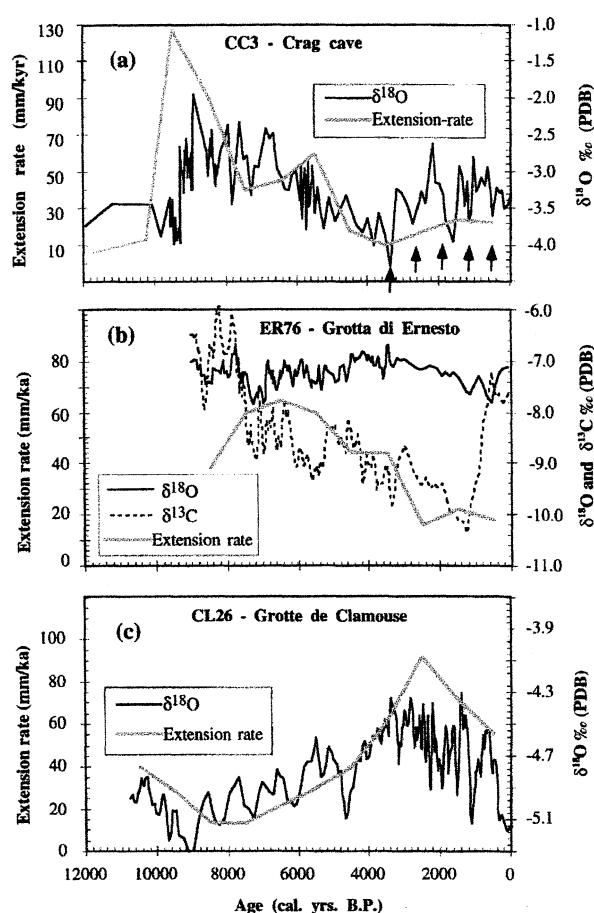 (a) CC3 - Crag cave
Extension rate (mm/kyr)
130
110
90
70
50
30
10
δ18O
Extension-rate
-1.0
-1.5
-2.0
-2.5
-3.0
-3.5
-4.0
δ18O ‰ (PDB)
(b) ER76 - Grotta di Ernesto
Extension rate (mm/ka)
80
60
40
20
0
δ18O
δ13C
Extension rate
-6.0
-7.0
-8.0
-9.0
-10.0
-11.0
δ18O and δ13C ‰ (PDB)
(c) CL26 - Grotte de Clamouse
Extension rate (mm/ka)
100
80
60
40
20
0
δ18O
Extension rate
-3.9
-4.3
-4.7
-5.1
δ18O ‰ (PDB)
12000 10000 8000 6000 4000 2000 0
Age (cal. yrs. B.P.)